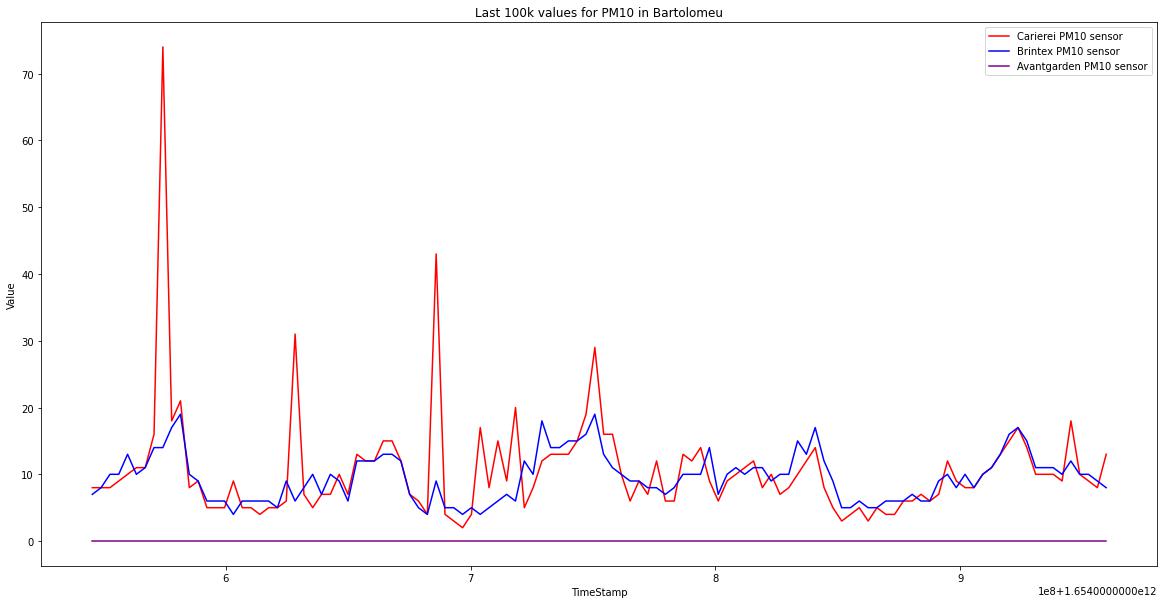 Last 100k values for PM10 in Bartolomeu
Carierei PM10 sensor
Brintex PM10 sensor
Avantgarden PM10 sensor
Value
70
60
50
40
30
20
10
0
6 7 8 9
TimeStamp
1e8+1.6540000000e12